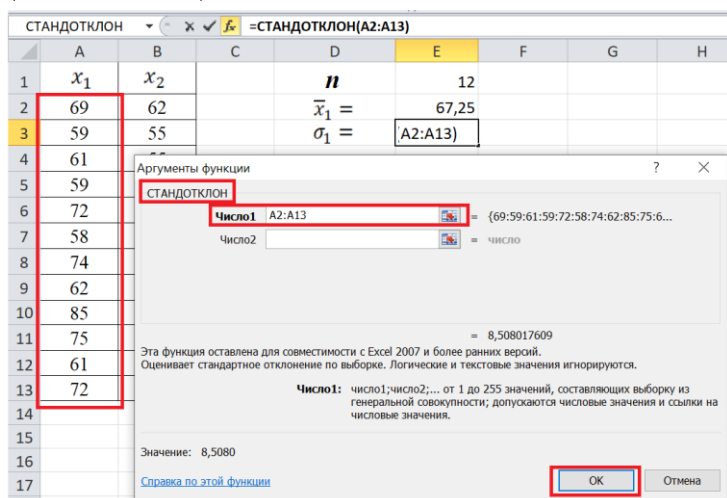 СТАНДОТКЛОН =СТАНДОТКЛОН(A2:A13)
A B C D E F G H
1 x₁ x₂ n 12
2 69 62 x̄₁ = 67,25
3 59 55 σ₁ = A2:A13)
4 61
5 59
6 72
7 58
8 74
9 62
10 85
11 75
12 61
13 72
14
15
16
17
Аргументы функции ?
СТАНДОТКЛОН
Число1 A2:A13 = {69:59:61:59:72:58:74:62:85:75:6...
Число2 = число
= 8,508017609
Эта функция оставлена для совместимости с Excel 2007 и более ранних версий.
Оценивает стандартное отклонение по выборке. Логические и текстовые значения игнорируются.
Число1: число1;число2;... от 1 до 255 значений, составляющих выборку из
генеральной совокупности; допускаются числовые значения и ссылки на
числовые значения.
Значение: 8,5080
Справка по этой функции ОК Отмена